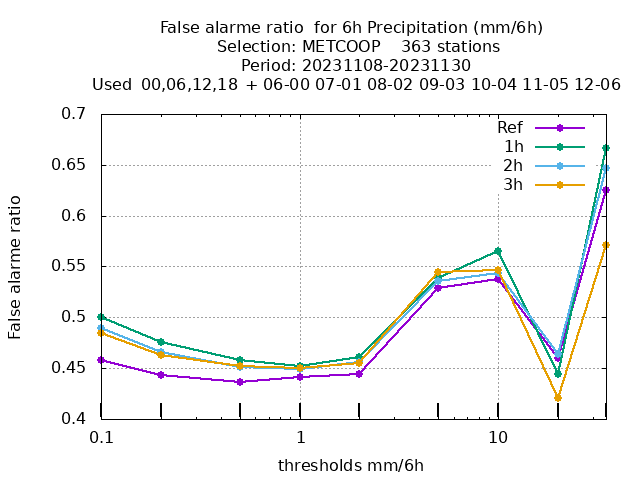 False alarme ratio  for 6h Precipitation (mm/6h)
Selection: METCOOP    363 stations
Period: 20231108-20231130
Used  00,06,12,18  + 06-00 07-01 08-02 09-03 10-04 11-05 12-06
0.7
0.65
0.6
0.55
0.5
0.45
0.4
False alarme ratio
Ref
1h
2h
3h
0.1
1
10
thresholds mm/6h